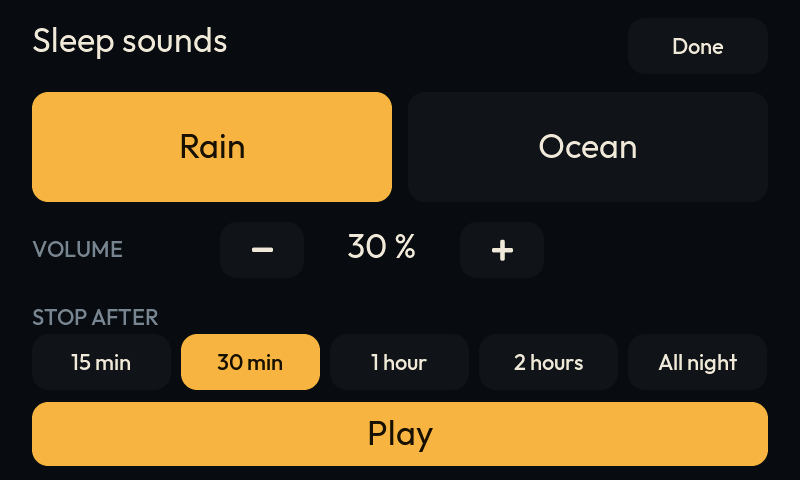 Sleep sounds
Done
Rain
Ocean
VOLUME
−
30 %
+
STOP AFTER
15 min
30 min
1 hour
2 hours
All night
Play